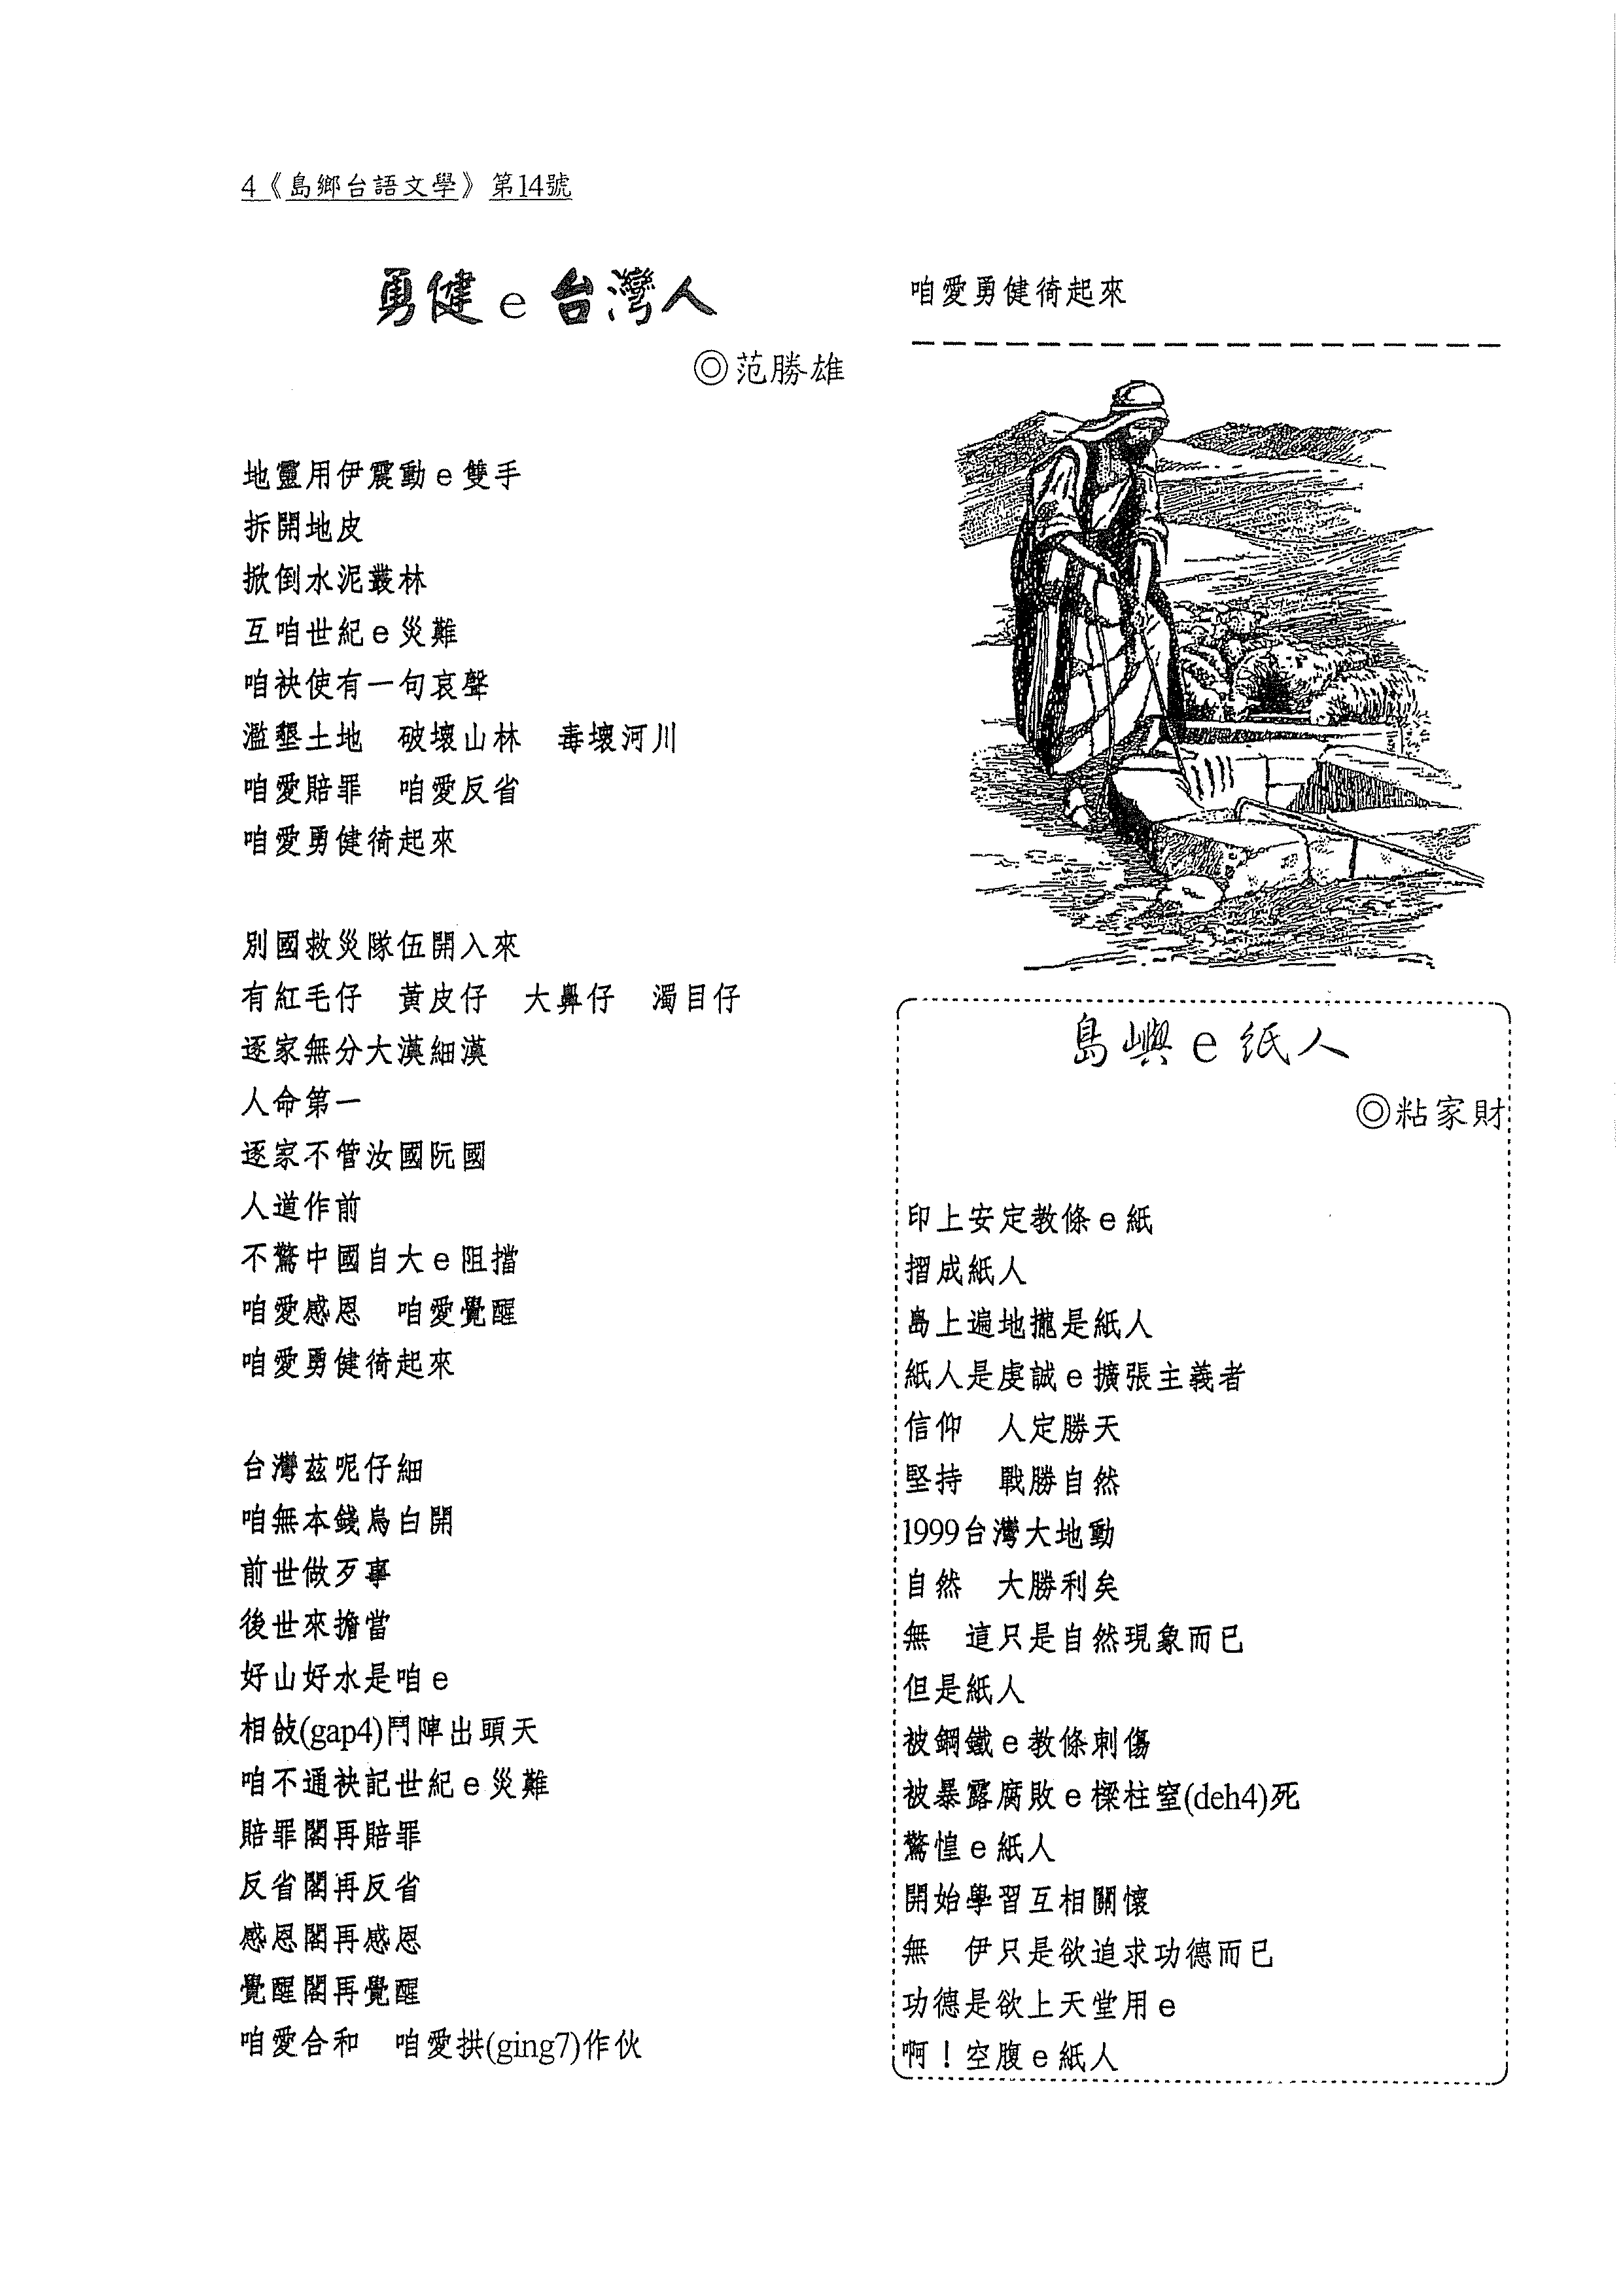 4《島鄉台語文學》第14號
勇健e台灣人
◎范勝雄
地靈用伊震動e雙手
拆開地皮
掀倒水泥叢林
互咱世紀e災難
咱袂使有一句哀聲
濫墾土地　破壞山林　毒壞河川
咱愛賠罪　咱愛反省
咱愛勇健徛起來
別國救災隊伍開入來
有紅毛仔　黃皮仔　大鼻仔　濁目仔
逐家無分大漢細漢
人命第一
逐家不管汝國阮國
人道作前
不驚中國自大e阻擋
咱愛感恩　咱愛覺醒
咱愛勇健徛起來
台灣茲呢仔細
咱無本錢烏白開
前世做歹事
後世來擔當
好山好水是咱e
相敆(gap4)鬥陣出頭天
咱不通袂記世紀e災難
賠罪閣再賠罪
反省閣再反省
感恩閣再感恩
覺醒閣再覺醒
咱愛合和　咱愛拱(ging7)作伙
咱愛勇健徛起來
島嶼e紙人
◎粘家財
印上安定教條e紙
摺成紙人
島上遍地攏是紙人
紙人是虔誠e擴張主義者
信仰　人定勝天
堅持　戰勝自然
1999台灣大地動
自然　大勝利矣
無　這只是自然現象而已
但是紙人
被鋼鐵e教條刺傷
被暴露腐敗e樑柱窒(deh4)死
驚惶e紙人
開始學習互相關懷
無　伊只是欲追求功德而已
功德是欲上天堂用e
啊！空腹e紙人